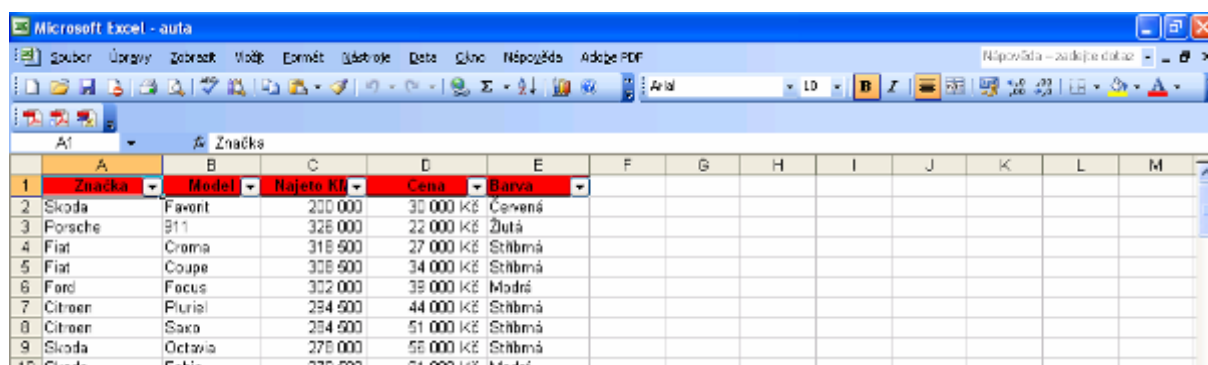 Microsoft Excel - auta
Soubor Úpravy Zobrazit Vložit Formát Nástroje Data Okno Nápověda Adobe PDF Nápověda – zadejte dotaz
Arial 10 B I
A1 fx Značka
A B C D E F G H I J K L M
1 Značka Model Najeto KM Cena Barva
2 Skoda Favorit 200 000 30 000 Kč Červená
3 Porsche 911 326 000 22 000 Kč Žlutá
4 Fiat Croma 318 500 27 000 Kč Stříbrná
5 Fiat Coupe 308 500 34 000 Kč Stříbrná
6 Ford Focus 302 000 39 000 Kč Modrá
7 Citroen Pluriel 294 500 44 000 Kč Stříbrná
8 Citroen Saxo 284 500 51 000 Kč Stříbrná
9 Skoda Octavia 278 000 56 000 Kč Stříbrná